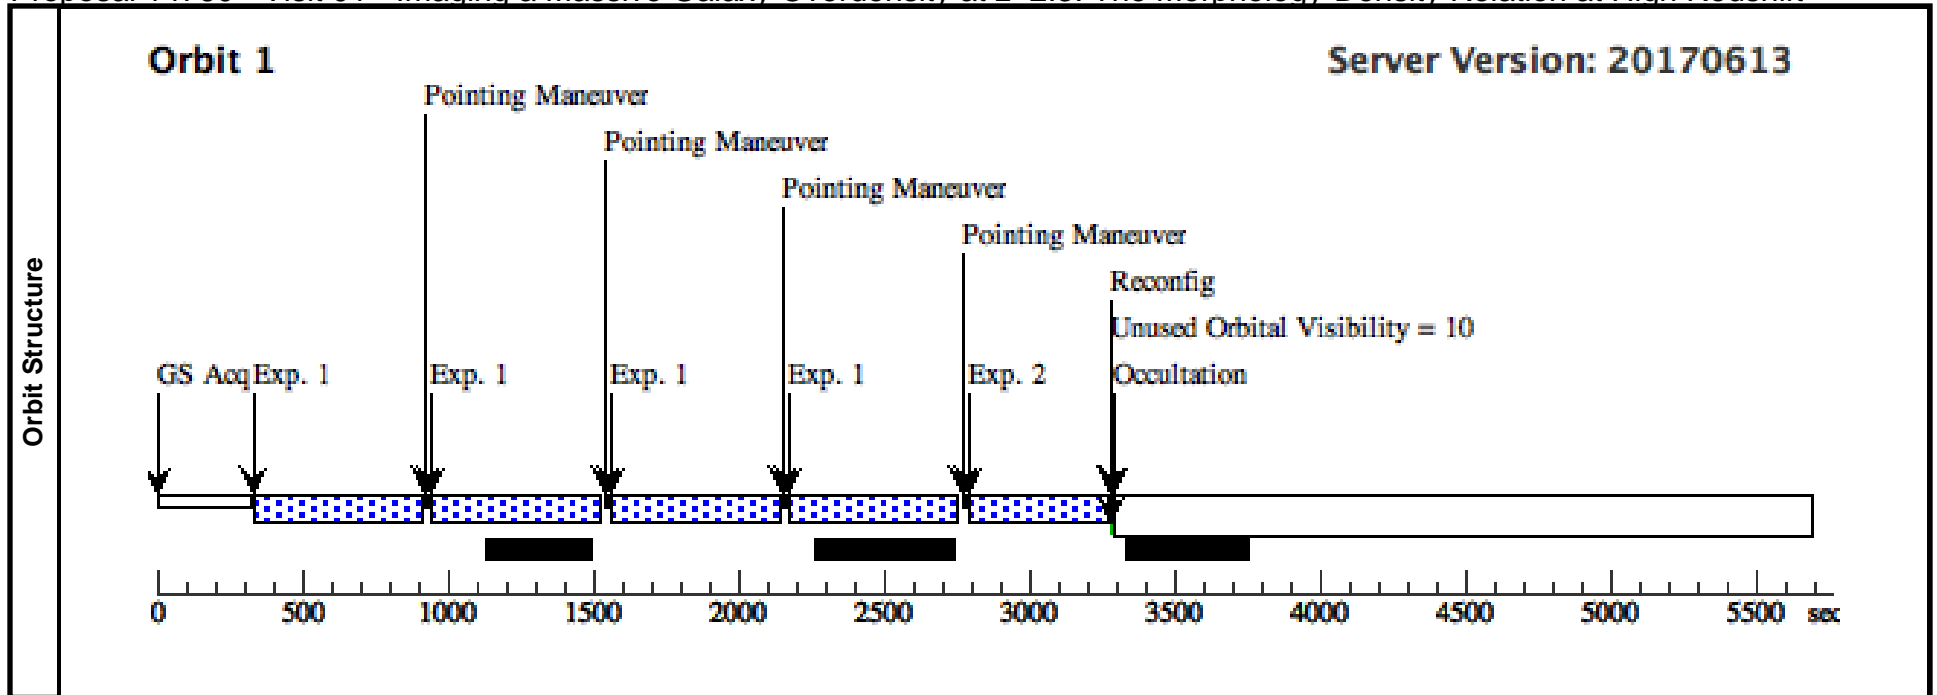 Orbit 1
Server Version: 20170613
Pointing Maneuver
Pointing Maneuver
Pointing Maneuver
Pointing Maneuver
Reconfig
Unused Orbital Visibility = 10
GS Acq Exp. 1 Exp. 1 Exp. 1 Exp. 1 Exp. 2 Occultation
Orbit Structure
0 500 1000 1500 2000 2500 3000 3500 4000 4500 5000 5500 sec